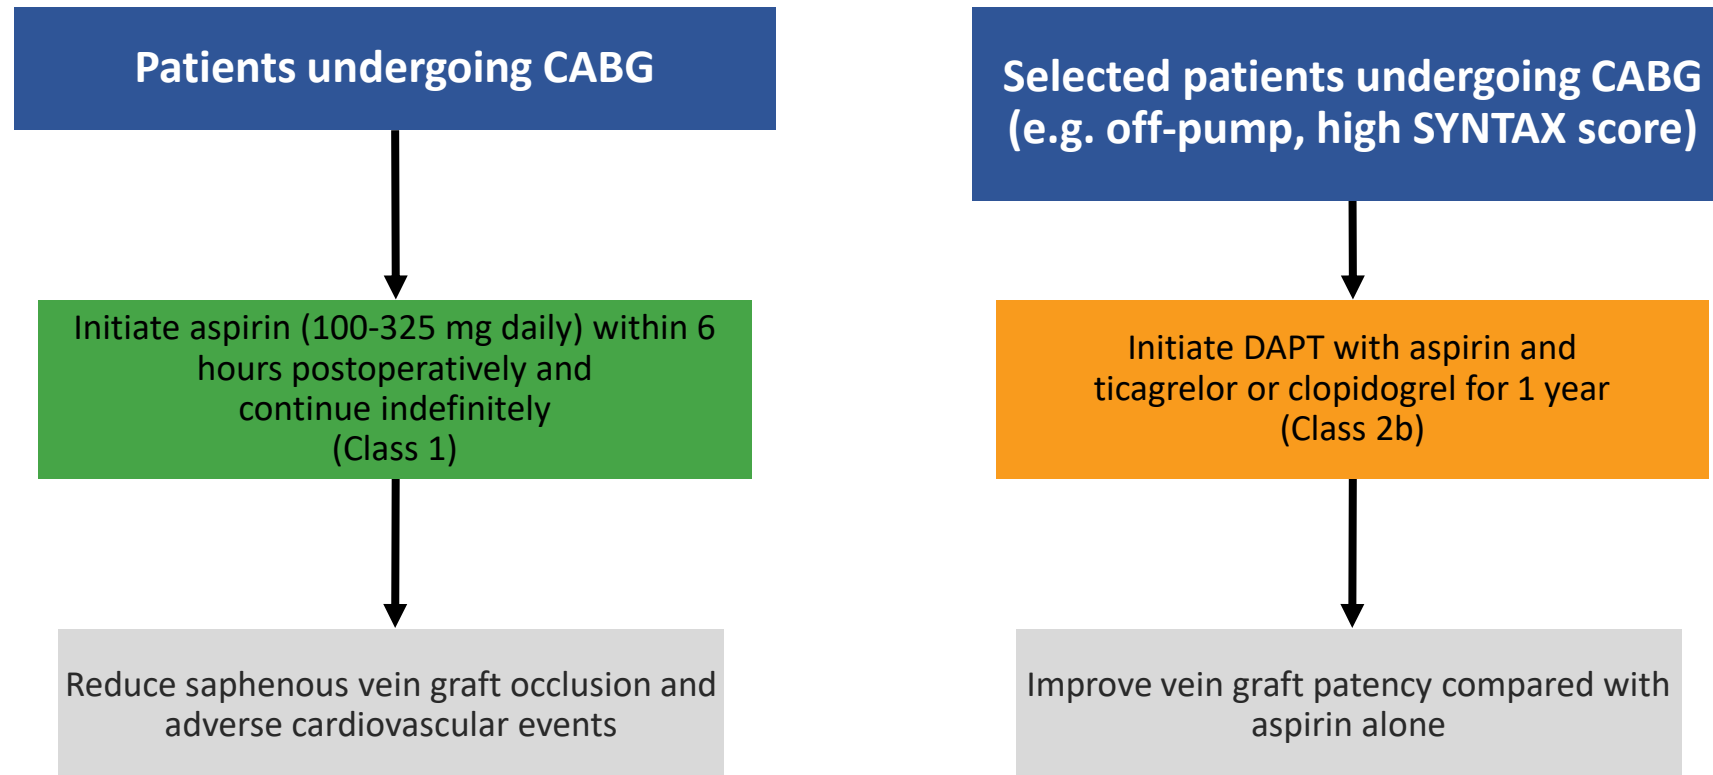 Patients undergoing CABG
Initiate aspirin (100-325 mg daily) within 6
hours postoperatively and
continue indefinitely
(Class 1)
Reduce saphenous vein graft occlusion and
adverse cardiovascular events
Selected patients undergoing CABG
(e.g. off-pump, high SYNTAX score)
Initiate DAPT with aspirin and
ticagrelor or clopidogrel for 1 year
(Class 2b)
Improve vein graft patency compared with
aspirin alone